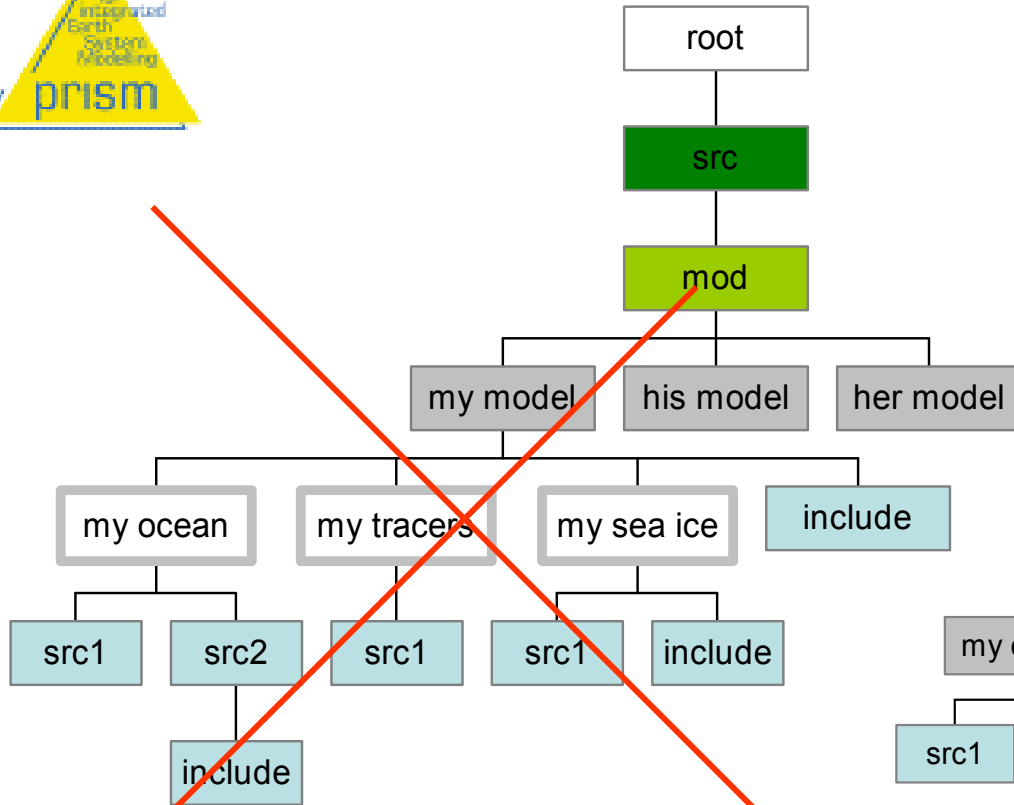 integrated
Earth
System
Modelling
prism
root
src
mod
my model
his model
her model
my ocean
my tracers
my sea ice
include
src1
src2
src1
src1
include
my
src1
include